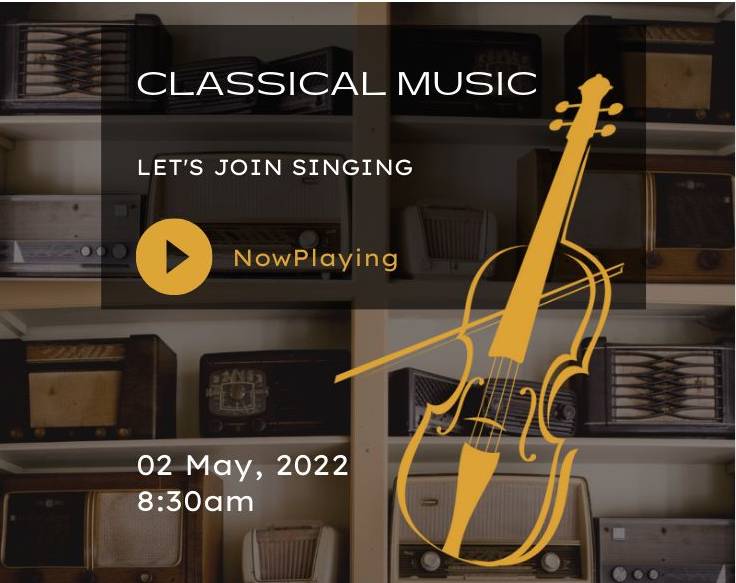 CLASSICAL MUSIC
LET'S JOIN SINGING
NowPlaying
02 May, 2022
8:30am